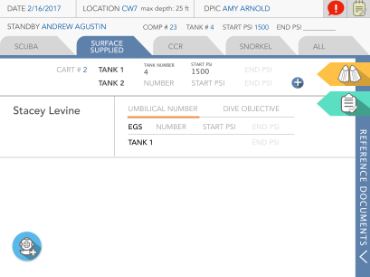 DATE 2/16/2017 LOCATION CW7 max depth: 25 ft DPIC AMY ARNOLD
STANDBY ANDREW AGUSTIN COMP # 23 TANK # 4 START PSI 1500 END PSI
SCUBA SURFACE SUPPLIED CCR SNORKEL ALL
CART # 2 TANK 1 TANK NUMBER 4 START PSI 1500 END PSI
TANK 2 NUMBER START PSI END PSI
Stacey Levine UMBILICAL NUMBER DIVE OBJECTIVE
EGS NUMBER START PSI END PSI
TANK 1 END PSI
REFERENCE DOCUMENTS